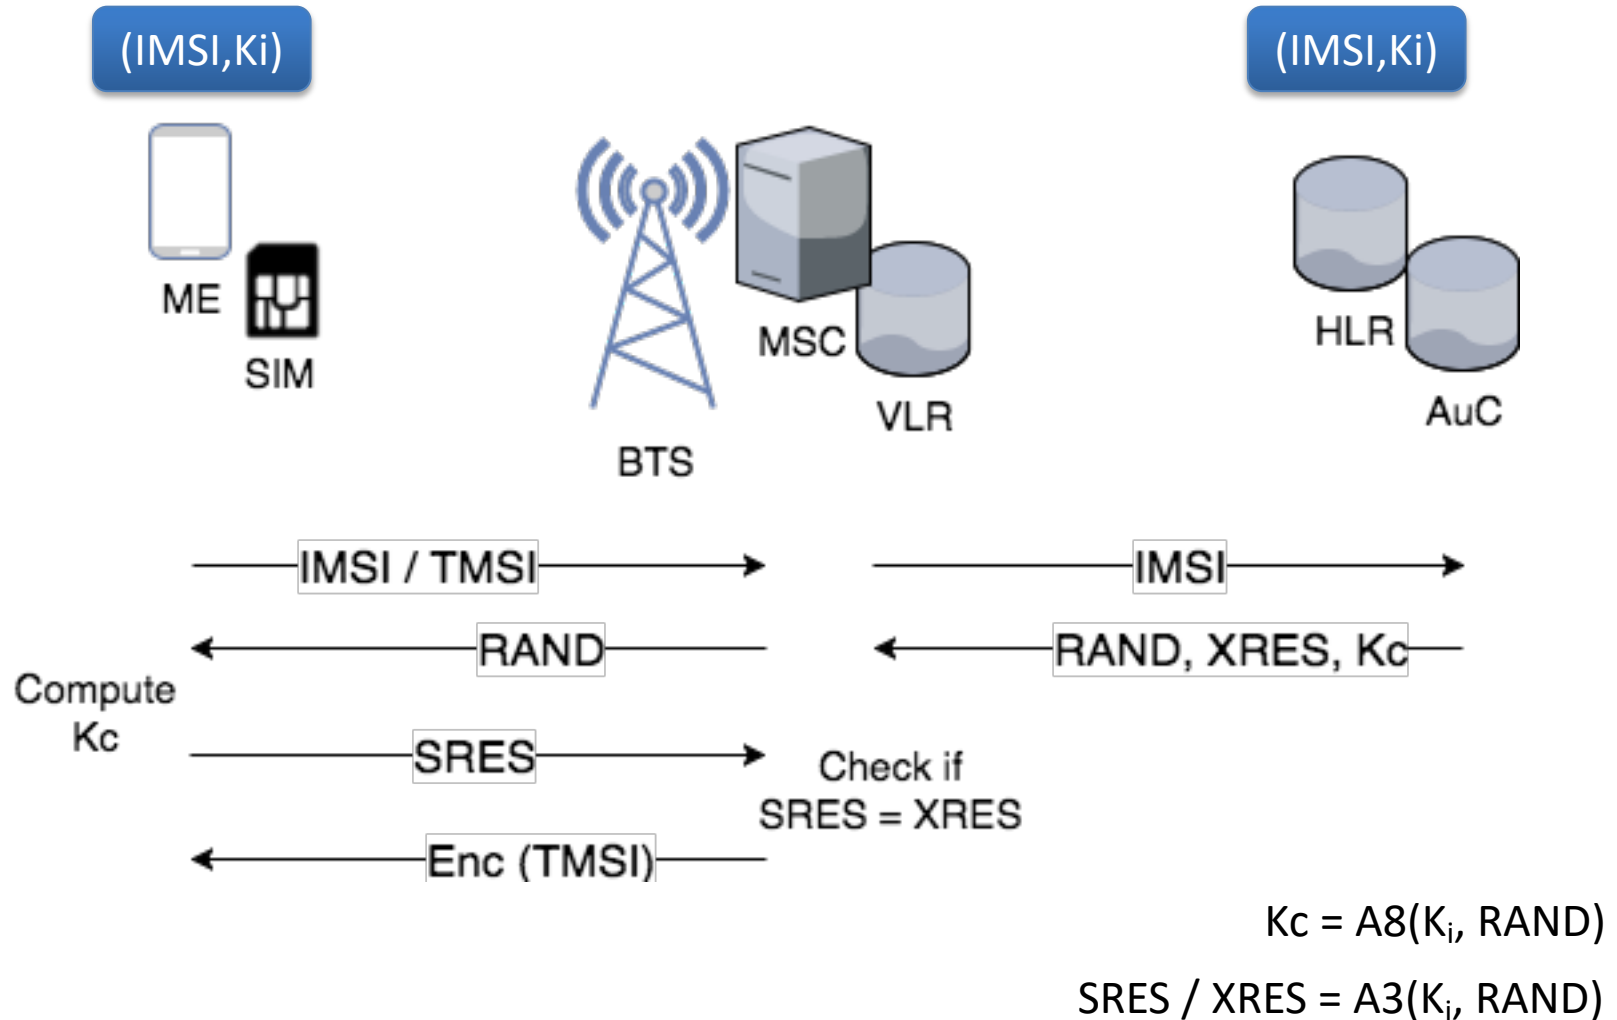 (IMSI,Ki)
(IMSI,Ki)
ME
SIM
BTS
MSC
VLR
HLR
AuC
IMSI / TMSI
IMSI
RAND
RAND, XRES, Kc
Compute
Kc
SRES
Check if
SRES = XRES
Enc (TMSI)
Kc = A8(Ki, RAND)
SRES / XRES = A3(Ki, RAND)